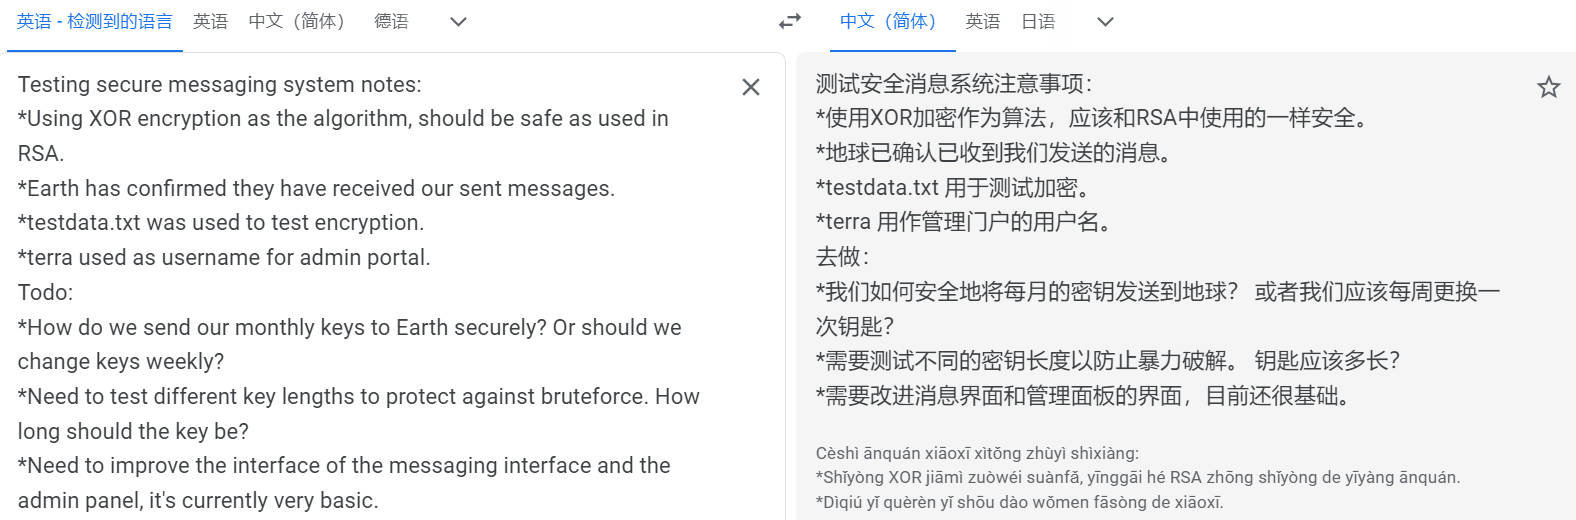 英语 - 检测到的语言 英语 中文（简体） 德语
中文（简体） 英语 日语
Testing secure messaging system notes:
*Using XOR encryption as the algorithm, should be safe as used in
RSA.
*Earth has confirmed they have received our sent messages.
*testdata.txt was used to test encryption.
*terra used as username for admin portal.
Todo:
*How do we send our monthly keys to Earth securely? Or should we
change keys weekly?
*Need to test different key lengths to protect against bruteforce. How
long should the key be?
*Need to improve the interface of the messaging interface and the
admin panel, it's currently very basic.
测试安全消息系统注意事项：
*使用XOR加密作为算法，应该和RSA中使用的一样安全。
*地球已确认已收到我们发送的消息。
*testdata.txt 用于测试加密。
*terra 用作管理门户的用户名。
去做：
*我们如何安全地将每月的密钥发送到地球？ 或者我们应该每周更换一
次钥匙？
*需要测试不同的密钥长度以防止暴力破解。 钥匙应该多长？
*需要改进消息界面和管理面板的界面，目前还很基础。
Cèshì ānquán xiāoxī xìtǒng zhùyì shìxiàng:
*Shǐyòng XOR jiāmì zuòwéi suànfǎ, yīnggāi hé RSA zhōng shǐyòng de yīyàng ānquán.
*Dìqiú yǐ quèrèn yǐ shōu dào wǒmen fāsòng de xiāoxī.